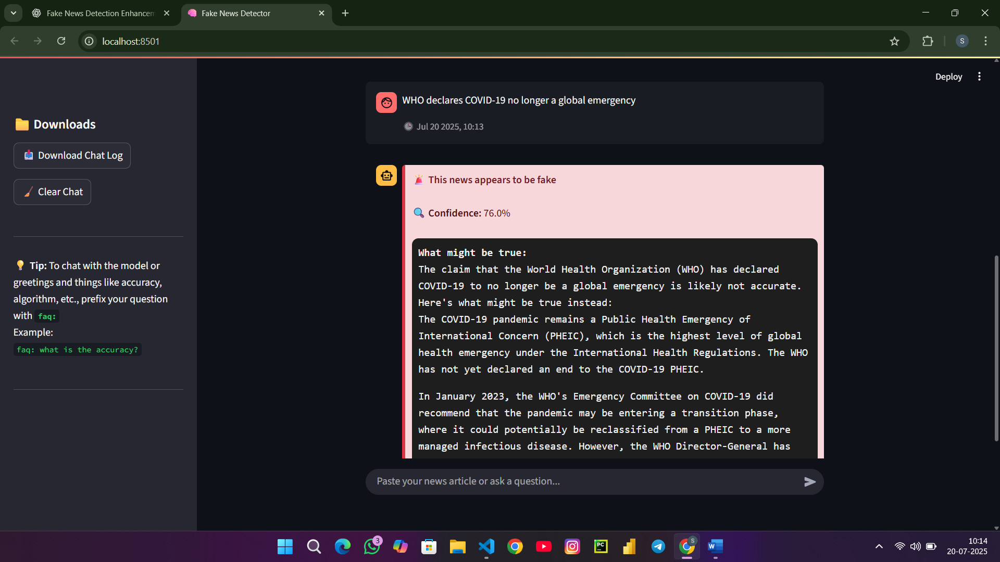 Fake News Detection Enhancem
Fake News Detector
localhost:8501
S
Deploy
Downloads
Download Chat Log
Clear Chat
Tip: To chat with the model or
greetings and things like accuracy,
algorithm, etc., prefix your question
with faq:
Example:
faq: what is the accuracy?
WHO declares COVID-19 no longer a global emergency
Jul 20 2025, 10:13
This news appears to be fake
Confidence: 76.0%
What might be true:
The claim that the World Health Organization (WHO) has declared
COVID-19 to no longer be a global emergency is likely not accurate.
Here's what might be true instead:
The COVID-19 pandemic remains a Public Health Emergency of
International Concern (PHEIC), which is the highest level of global
health emergency under the International Health Regulations. The WHO
has not yet declared an end to the COVID-19 PHEIC.
In January 2023, the WHO's Emergency Committee on COVID-19 did
recommend that the pandemic may be entering a transition phase,
where it could potentially be reclassified from a PHEIC to a more
managed infectious disease. However, the WHO Director-General has
Paste your news article or ask a question...
3
PC
S
W
10:14
20-07-2025